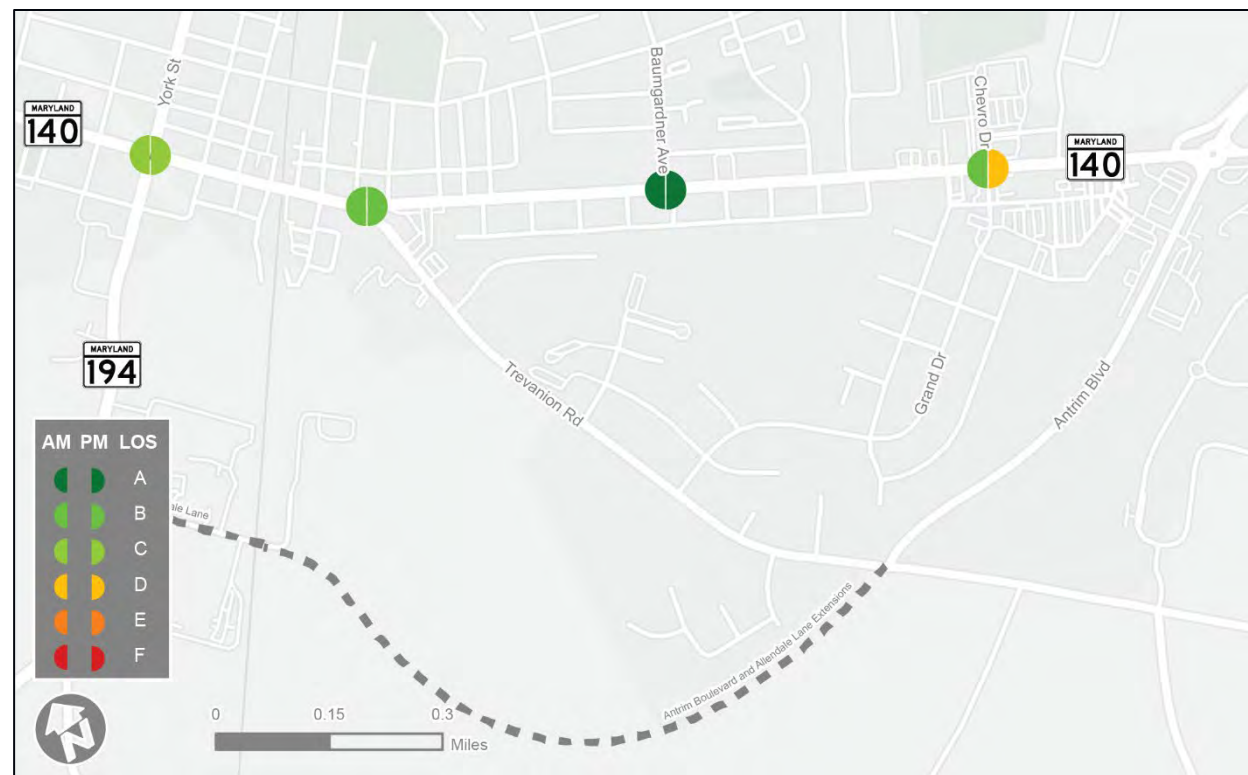 York St
MARYLAND
140
Baumgardner Ave
Chevro Dr
MARYLAND
140
MARYLAND
194
Trevanion Rd
Grand Dr
Antrim Blvd
AM PM LOS
A
B
C
D
E
F
Lane
Antrim Boulevard and Allendale Lane Extensions
N
0 0.15 0.3
Miles